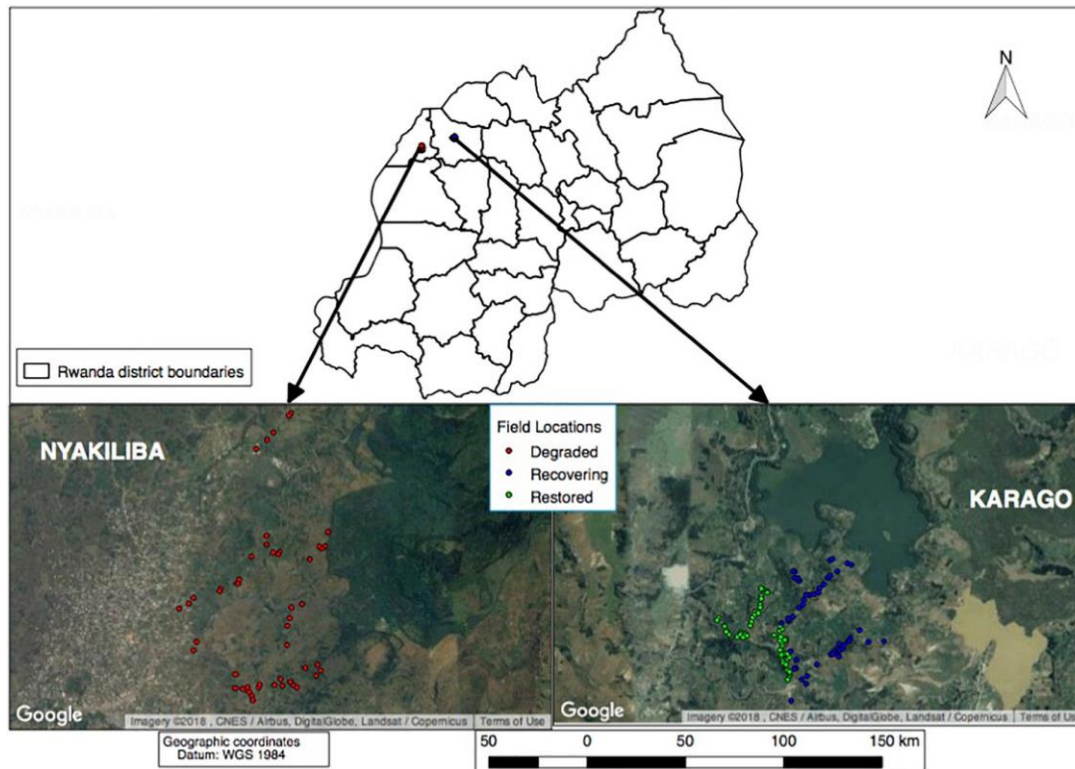 N
Rwanda district boundaries
NYAKILIBA
Field Locations
Degraded
Recovering
Restored
KARAGO
Google
Imagery ©2018 , CNES / Airbus, DigitalGlobe, Landsat / Copernicus
Terms of Use
Google
Imagery ©2018 , CNES / Airbus, DigitalGlobe, Landsat / Copernicus
Terms of Use
Geographic coordinates
Datum: WGS 1984
50 0 50 100 150 km
KARAGO
KARAGO